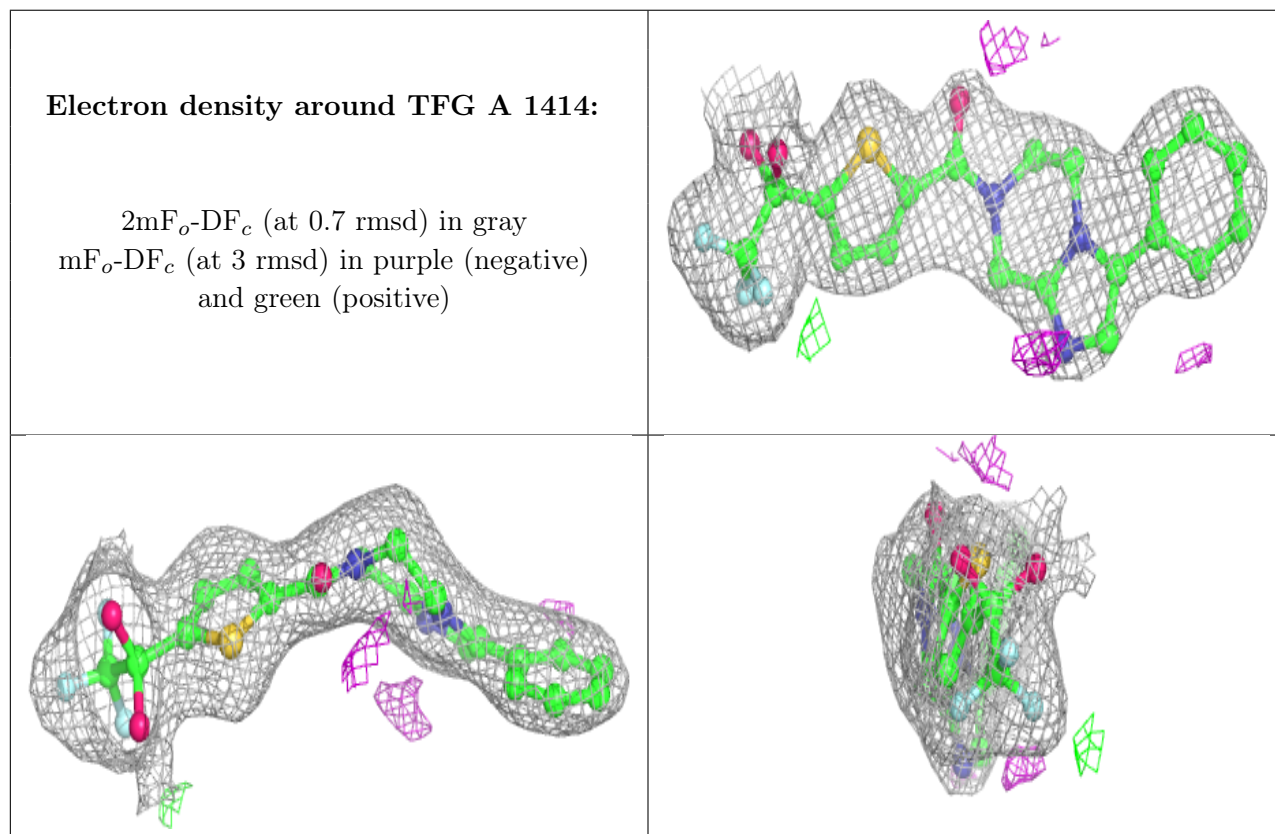 Electron density around TFG A 1414:
2mFo-DFc (at 0.7 rmsd) in gray
mFo-DFc (at 3 rmsd) in purple (negative)
and green (positive)